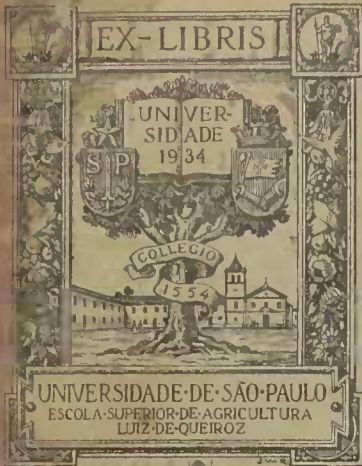 EX-LIBRIS
UNIVER-
SIDADE
1934
S P
COLLEGIO
1554
UNIVERSIDADE·DE·SÃO·PAULO
ESCOLA·SUPERIOR·DE·AGRICULTURA
LUIZ·DE·QUEIROZ